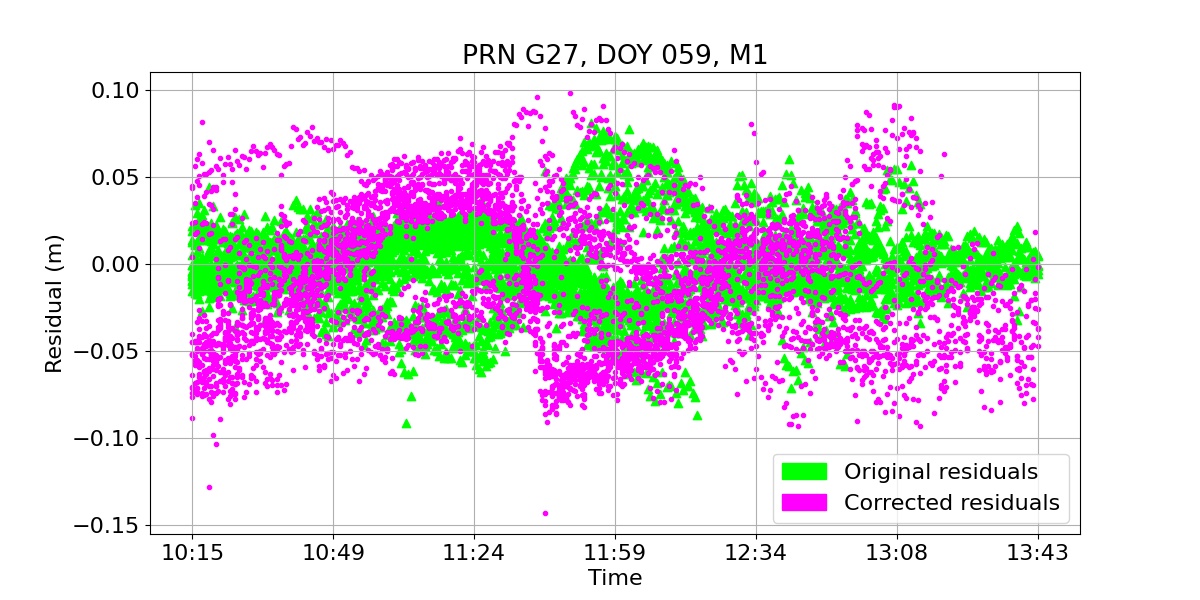 PRN G27, DOY 059, M1
Residual (m)
0.10
0.05
0.00
−0.05
−0.10
−0.15
Original residuals
Corrected residuals
10:15 10:49 11:24 11:59 12:34 13:08 13:43
Time